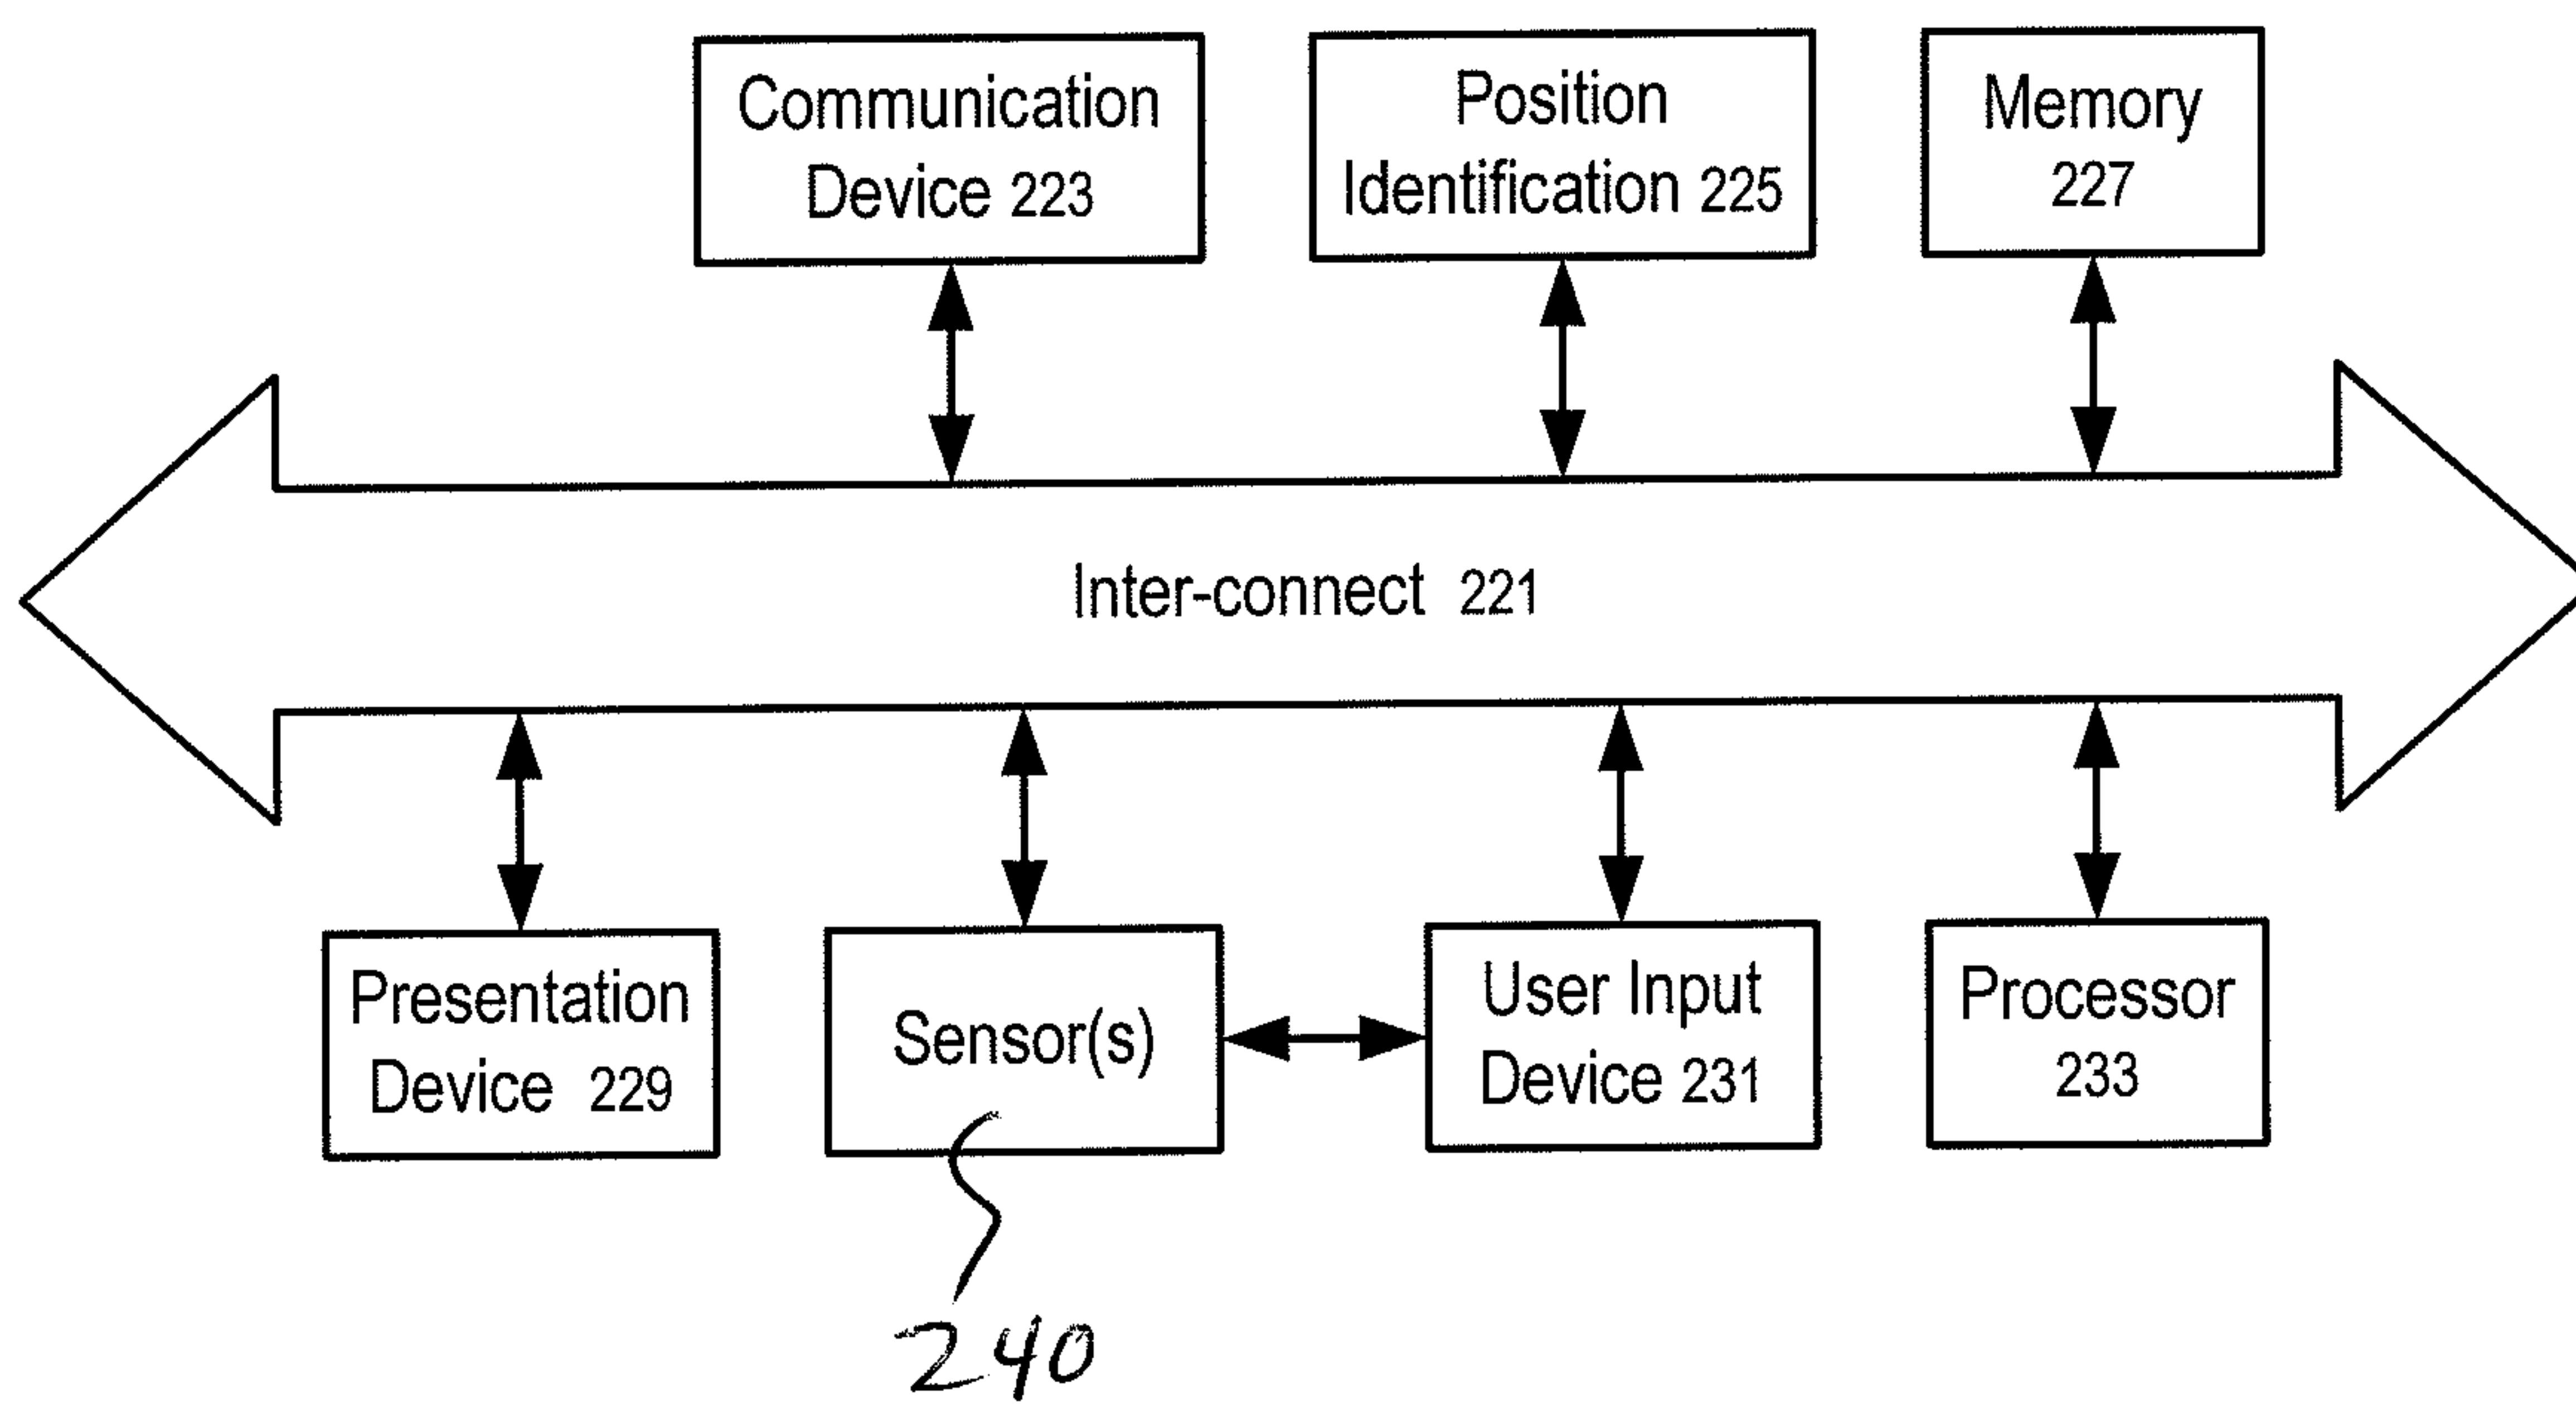 Communication
Device 223
Position
Identification 225
Memory
227
Inter-connect 221
Presentation
Device 229
Sensor(s)
User Input
Device 231
Processor
233
240